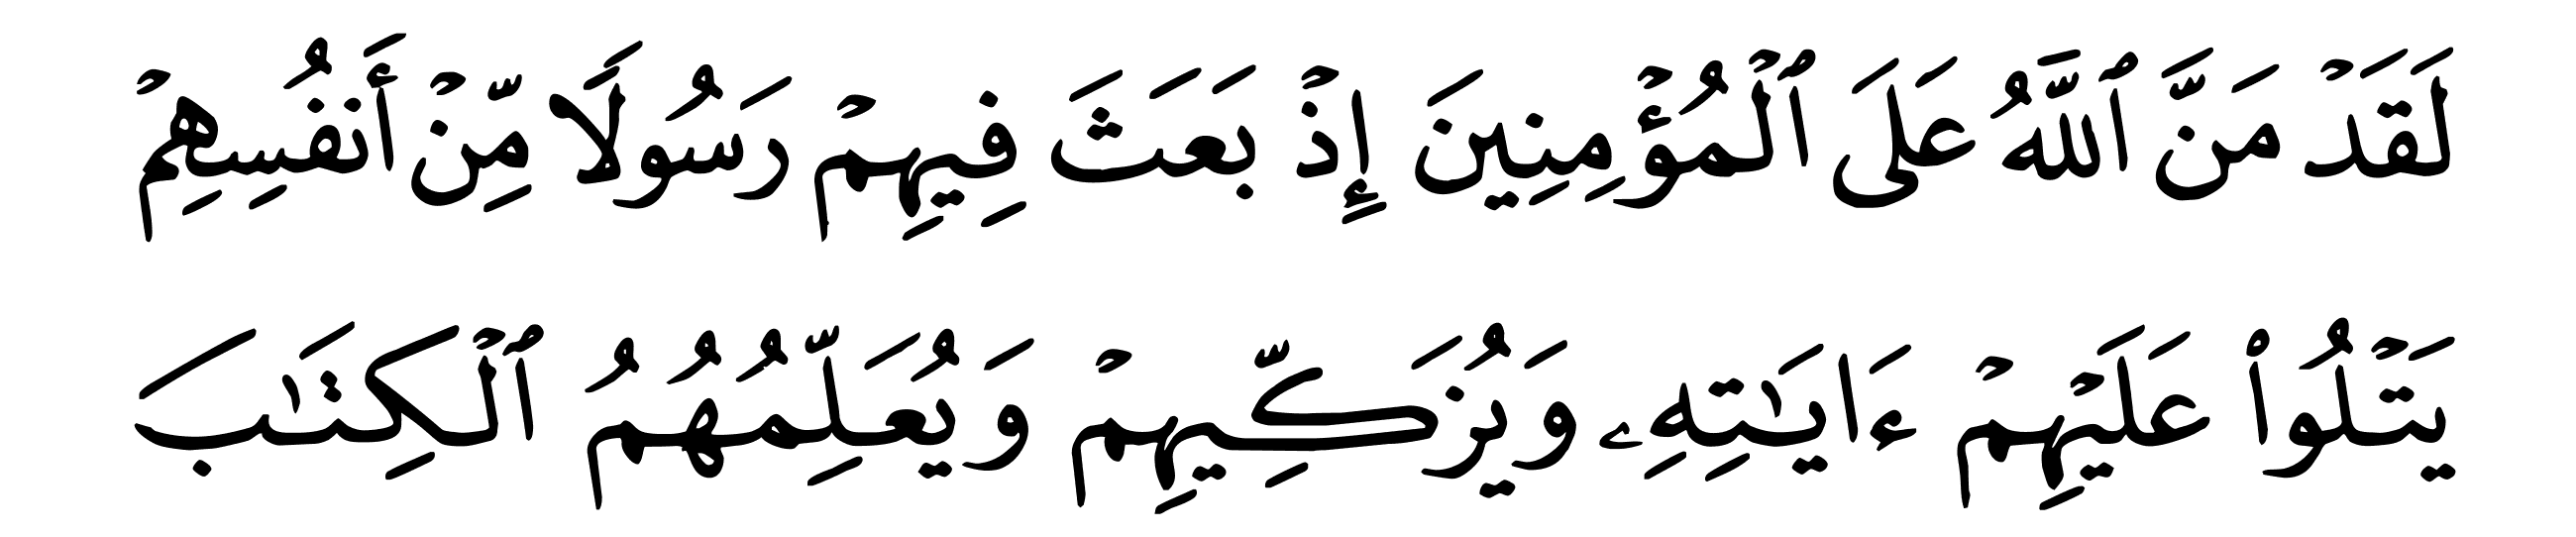 لَقَدۡ مَنَّ ٱللَّهُ عَلَى ٱلۡمُؤۡمِنِينَ إِذۡ بَعَثَ فِيهِمۡ رَسُولًا مِّنۡ أَنفُسِهِمۡ
يَتۡلُواْ عَلَيۡهِمۡ ءَايَٰتِهِۦ وَيُزَكِّيهِمۡ وَيُعَلِّمُهُمُ ٱلۡكِتَٰبَ